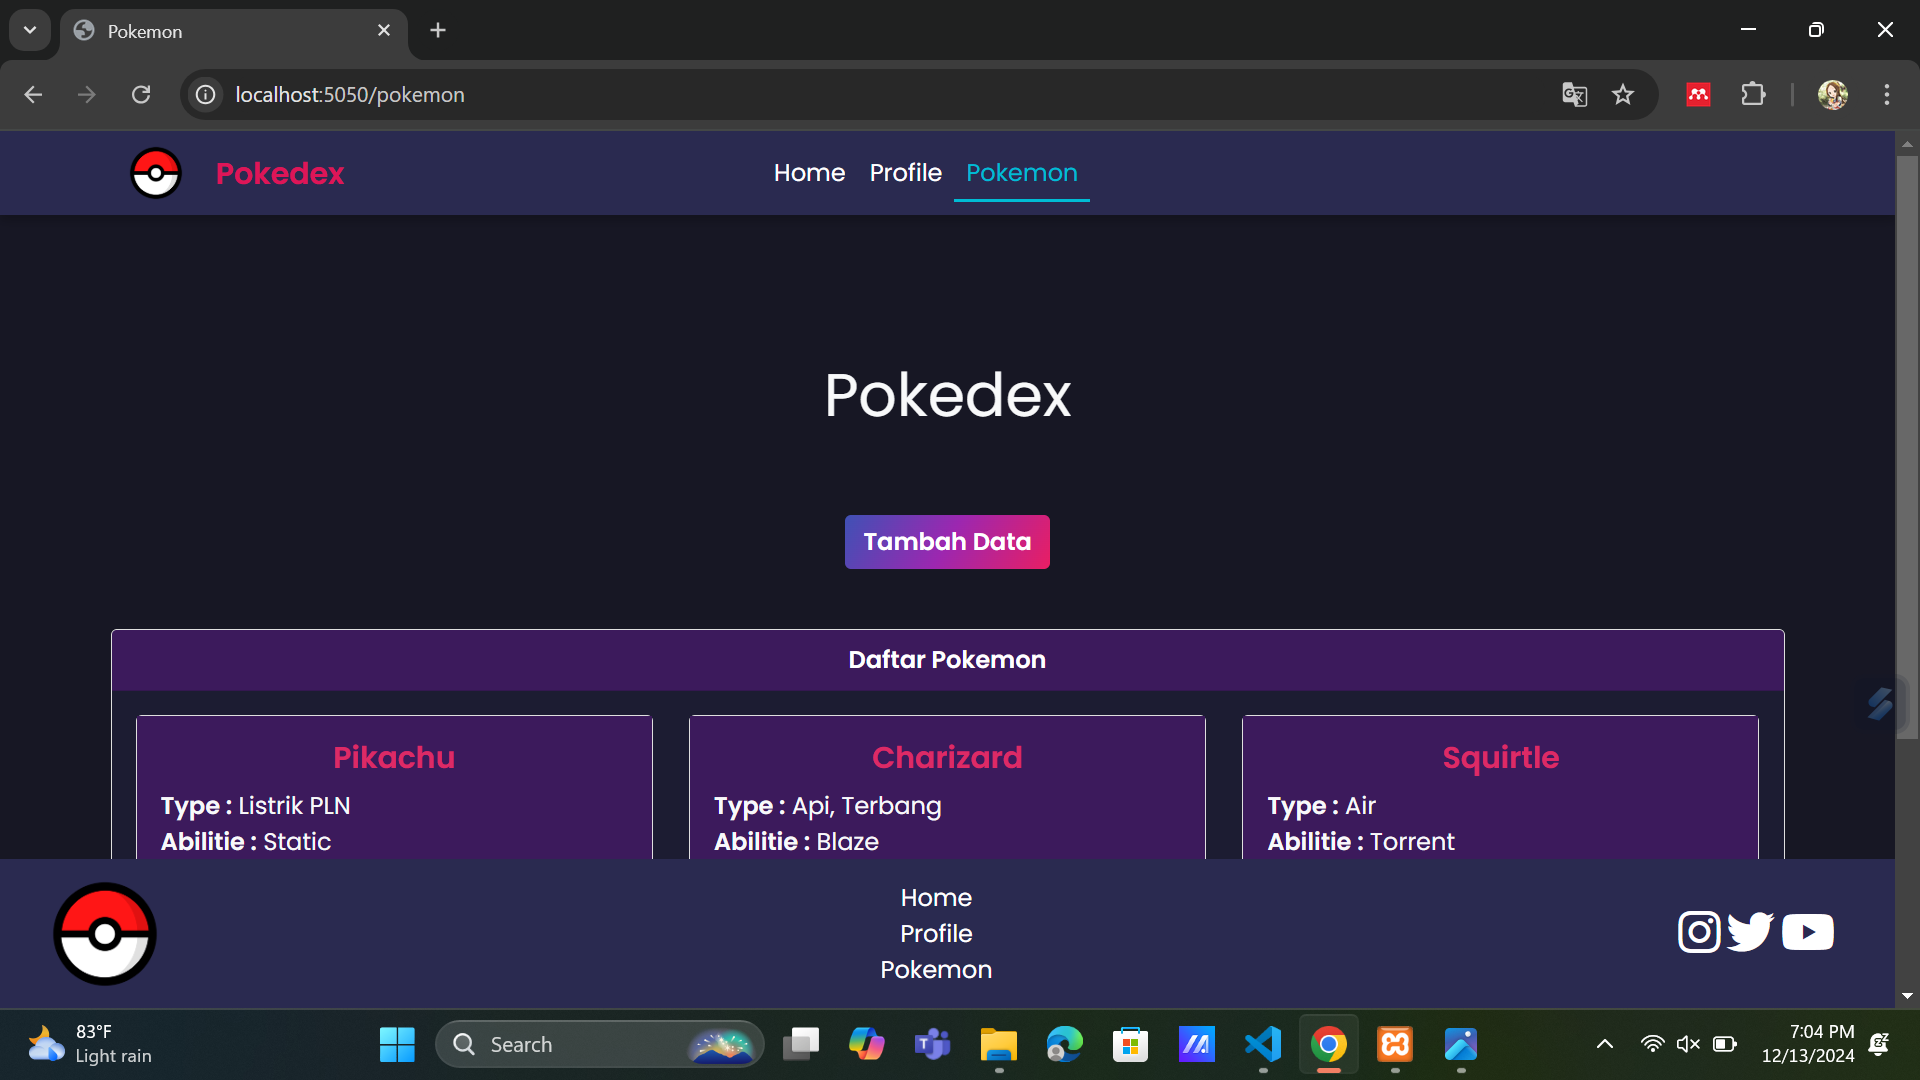 Pokemon
localhost:5050/pokemon
Pokedex
Home Profile Pokemon
Pokedex
Tambah Data
Daftar Pokemon
Pikachu
Type : Listrik PLN
Abilitie : Static
Charizard
Type : Api, Terbang
Abilitie : Blaze
Squirtle
Type : Air
Abilitie : Torrent
Home
Profile
Pokemon
83°F
Light rain
Search
7:04 PM
12/13/2024